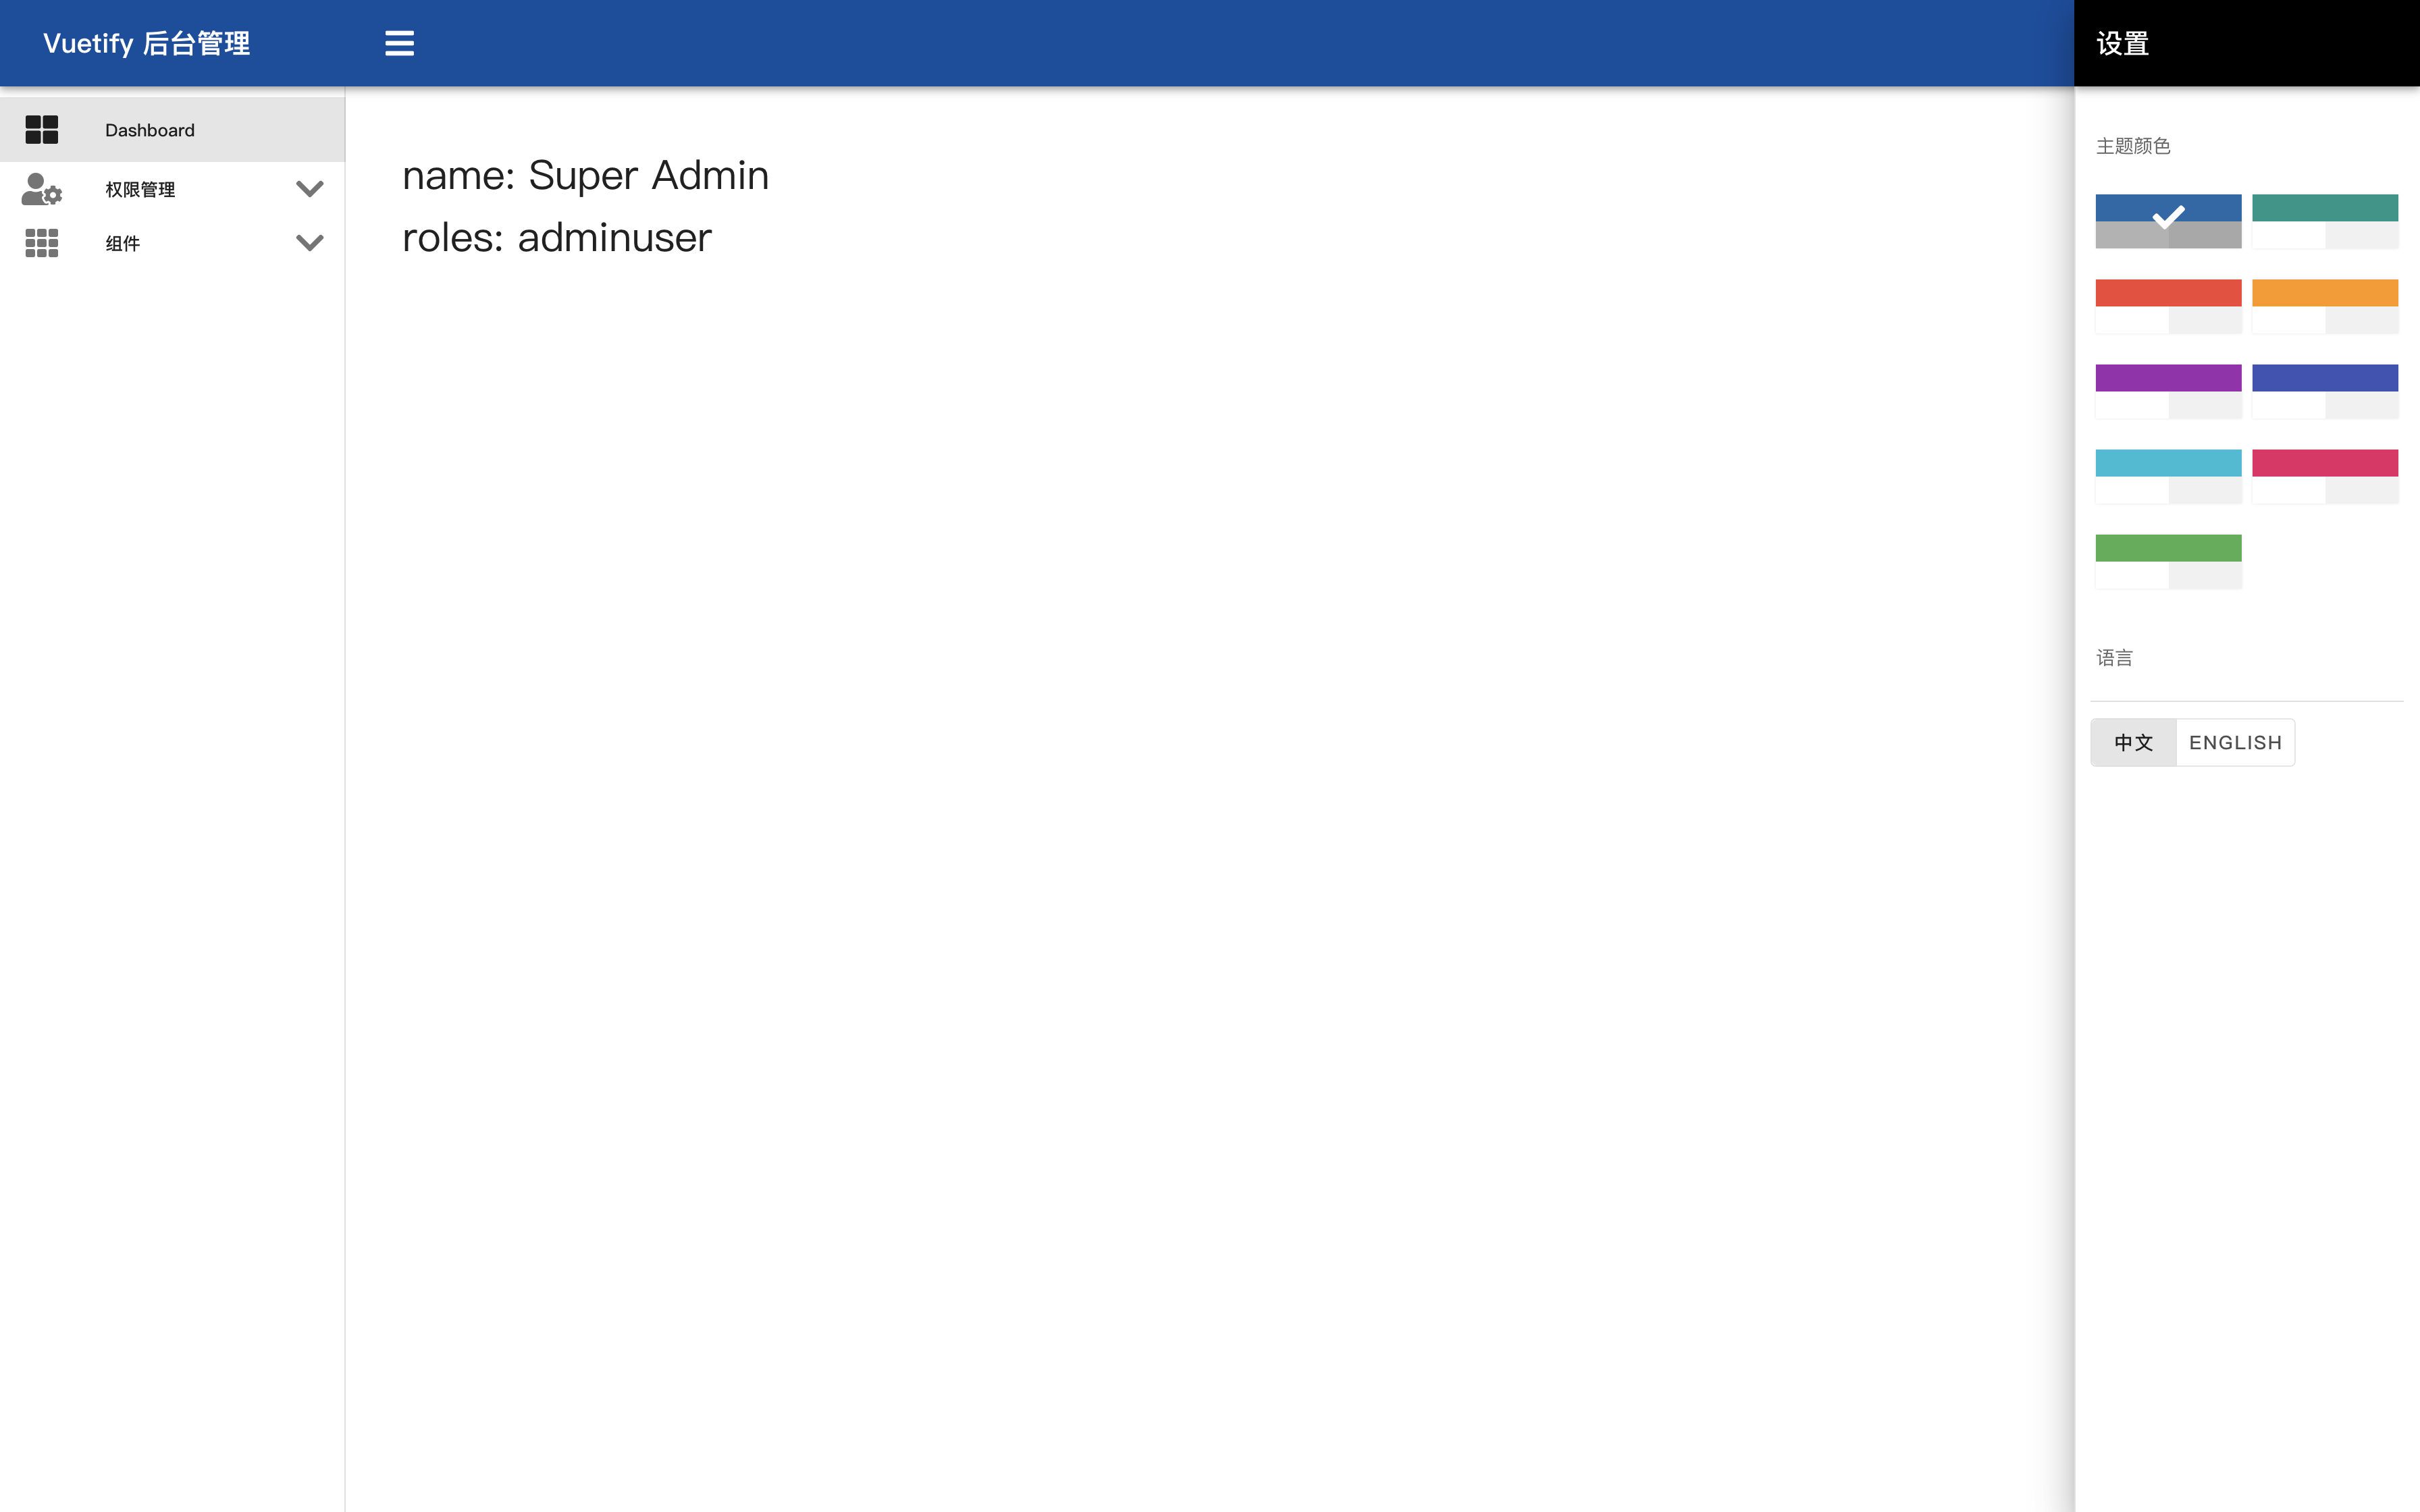 Vuetify 后台管理
设置
Dashboard
权限管理
组件
name: Super Admin
roles: adminuser
主题颜色
语言
中文
ENGLISH